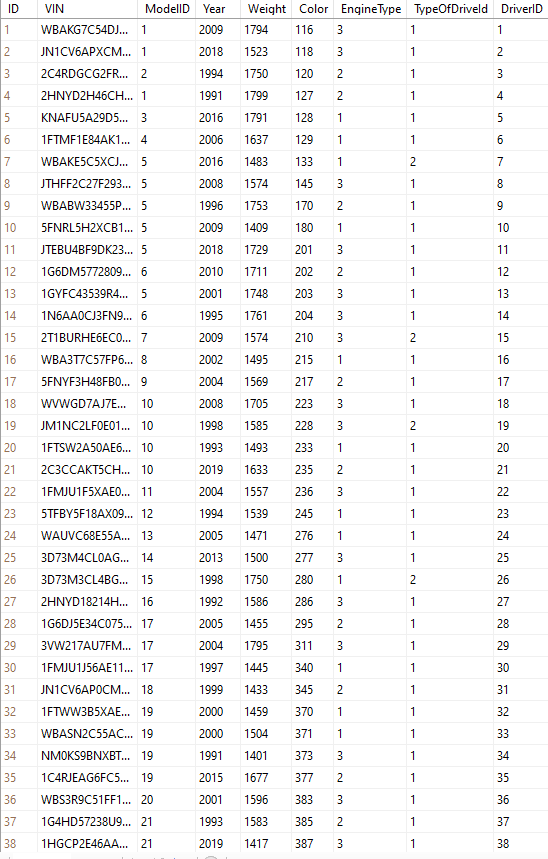 ID VIN ModelID Year Weight Color EngineType TypeOfDriveId DriverID
1 WBAKG7C54DJ... 1 2009 1794 116 3 1 1
2 JN1CV6APXCM... 1 2018 1523 118 3 1 2
3 2C4RDGCG2FR... 2 1994 1750 120 2 1 3
4 2HNYD2H46CH... 1 1991 1799 127 2 1 4
5 KNAFU5A29D5... 3 2016 1791 128 1 1 5
6 1FTMF1E84AK1... 4 2006 1637 129 1 1 6
7 WBAKE5C5XCJ... 5 2016 1483 133 1 2 7
8 JTHFF2C27F293... 5 2008 1574 145 3 1 8
9 WBABW33455P... 5 1996 1753 170 2 1 9
10 5FNRL5H2XCB1... 5 2009 1409 180 1 1 10
11 JTEBU4BF9DK23... 5 2018 1729 201 3 1 11
12 1G6DM5772809... 6 2010 1711 202 2 1 12
13 1GYFC43539R4... 5 2001 1748 203 3 1 13
14 1N6AA0CJ3FN9... 6 1995 1761 204 3 1 14
15 2T1BURHE6EC0... 7 2009 1574 210 3 2 15
16 WBA3T7C57FP6... 8 2002 1495 215 1 1 16
17 5FNYF3H48FB0... 9 2004 1569 217 2 1 17
18 WVWGD7AJ7E... 10 2008 1705 223 3 1 18
19 JM1NC2LF0E01... 10 1998 1585 228 3 2 19
20 1FTSW2A50AE6... 10 1993 1493 233 1 1 20
21 2C3CCAKT5CH... 10 2019 1633 235 2 1 21
22 1FMJU1F5XAE0... 11 2004 1557 236 3 1 22
23 5TFBY5F18AX09... 12 1994 1539 245 1 1 23
24 WAUVC68E55A... 13 2005 1471 276 1 1 24
25 3D73M4CL0AG... 14 2013 1500 277 3 1 25
26 3D73M3CL4BG... 15 1998 1750 280 1 2 26
27 2HNYD18214H... 16 1992 1586 286 3 1 27
28 1G6DJ5E34C075... 17 2005 1455 295 2 1 28
29 3VW217AU7FM... 17 2004 1795 311 3 1 29
30 1FMJU1J56AE11... 17 1997 1445 340 1 1 30
31 JN1CV6AP0CM... 18 1999 1433 345 2 1 31
32 1FTWW3B5XAE... 19 2000 1459 370 1 1 32
33 WBASN2C55AC... 19 2000 1504 371 1 1 33
34 NM0KS9BNXBT... 19 1991 1401 373 3 1 34
35 1C4RJEAG6FC5... 19 2015 1677 377 2 1 35
36 WBS3R9C51FF1... 20 2001 1596 383 3 1 36
37 1G4HD57238U9... 21 1993 1583 385 2 1 37
38 1HGCP2E46AA... 21 2019 1417 387 3 1 38